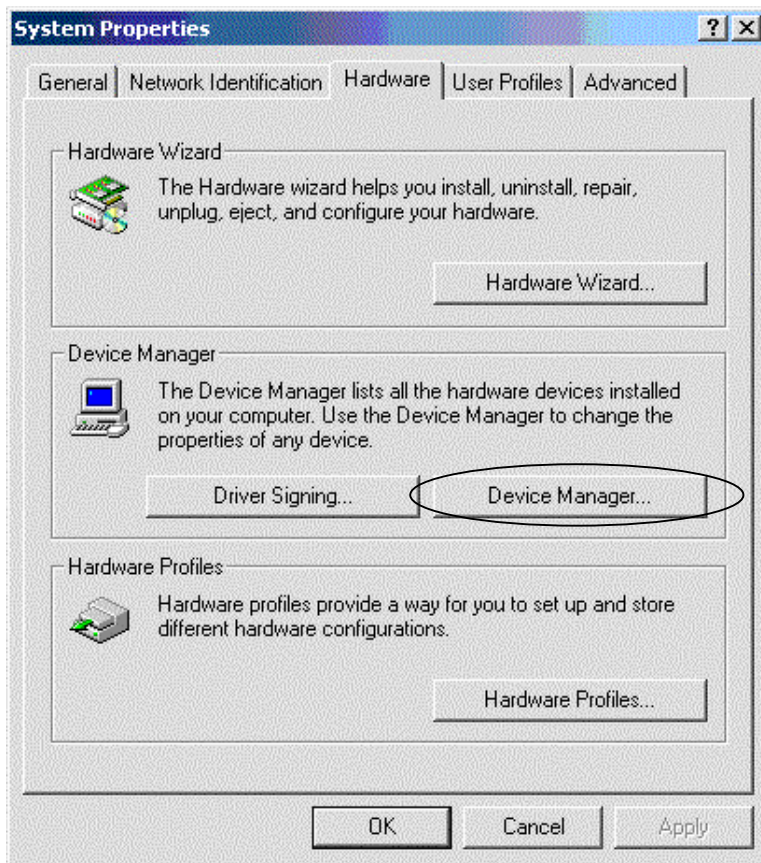 System Properties
? X
General Network Identification Hardware User Profiles Advanced
Hardware Wizard
The Hardware wizard helps you install, uninstall, repair,
unplug, eject, and configure your hardware.
Hardware Wizard...
Device Manager
The Device Manager lists all the hardware devices installed
on your computer. Use the Device Manager to change the
properties of any device.
Driver Signing... Device Manager...
Hardware Profiles
Hardware profiles provide a way for you to set up and store
different hardware configurations.
Hardware Profiles...
OK Cancel Apply